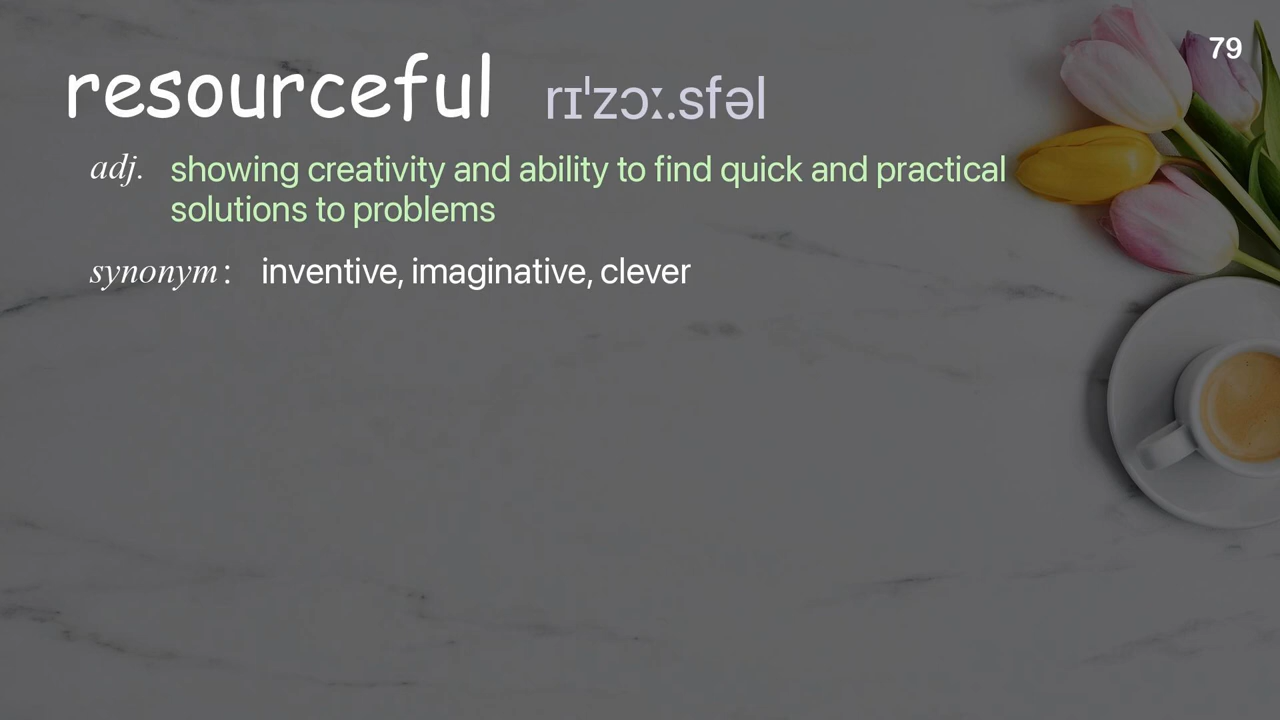 79
resourceful rɪˈzɔː.sfəl
adj. showing creativity and ability to find quick and practical
solutions to problems
synonym: inventive, imaginative, clever